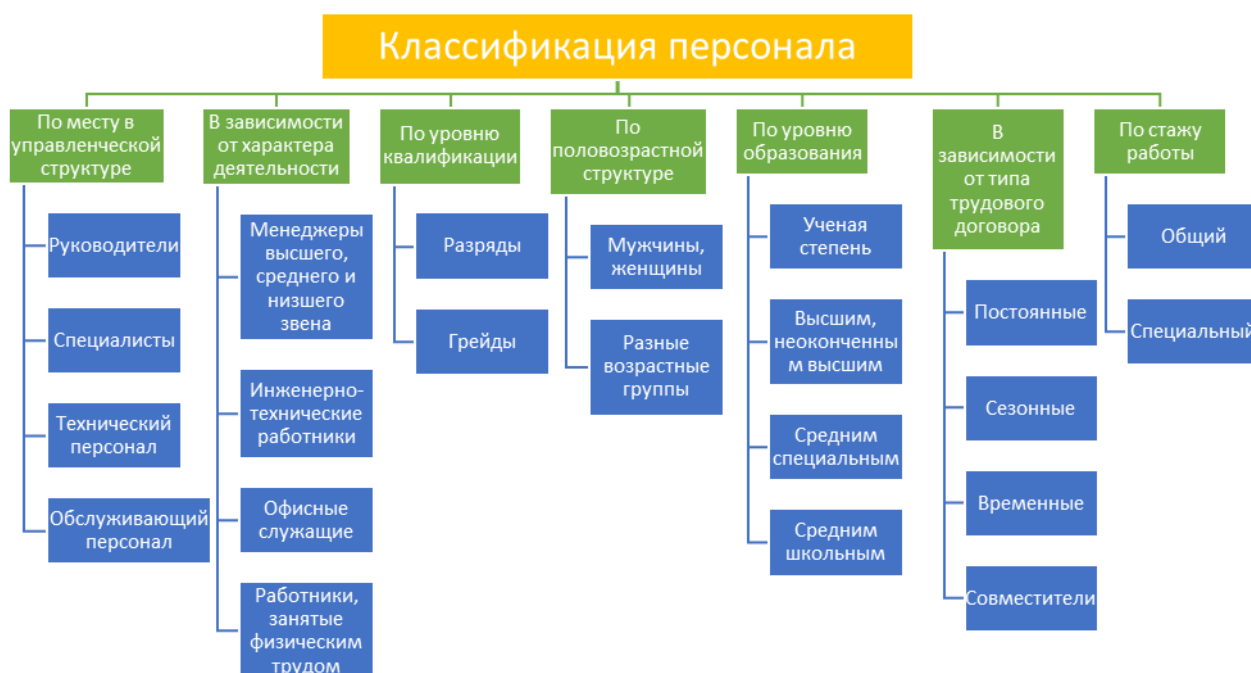 Классификация персонала
По месту в
управленческой
структуре
Руководители
Специалисты
Технический
персонал
Обслуживающий
персонал
В зависимости
от характера
деятельности
Менеджеры
высшего,
среднего и
низшего
звена
Инженерно-
технические
работники
Офисные
служащие
Работники,
занятые
физическим
трудом
По уровню
квалификации
Разряды
Грейды
По
половозрастной
структуре
Мужчины,
женщины
Разные
возрастные
группы
По уровню
образования
Ученая
степень
Высшим,
неоконченны
м высшим
Средним
специальным
Средним
школьным
В
зависимости
от типа
трудового
договора
Постоянные
Сезонные
Временные
Совместители
По стажу
работы
Общий
Специальный